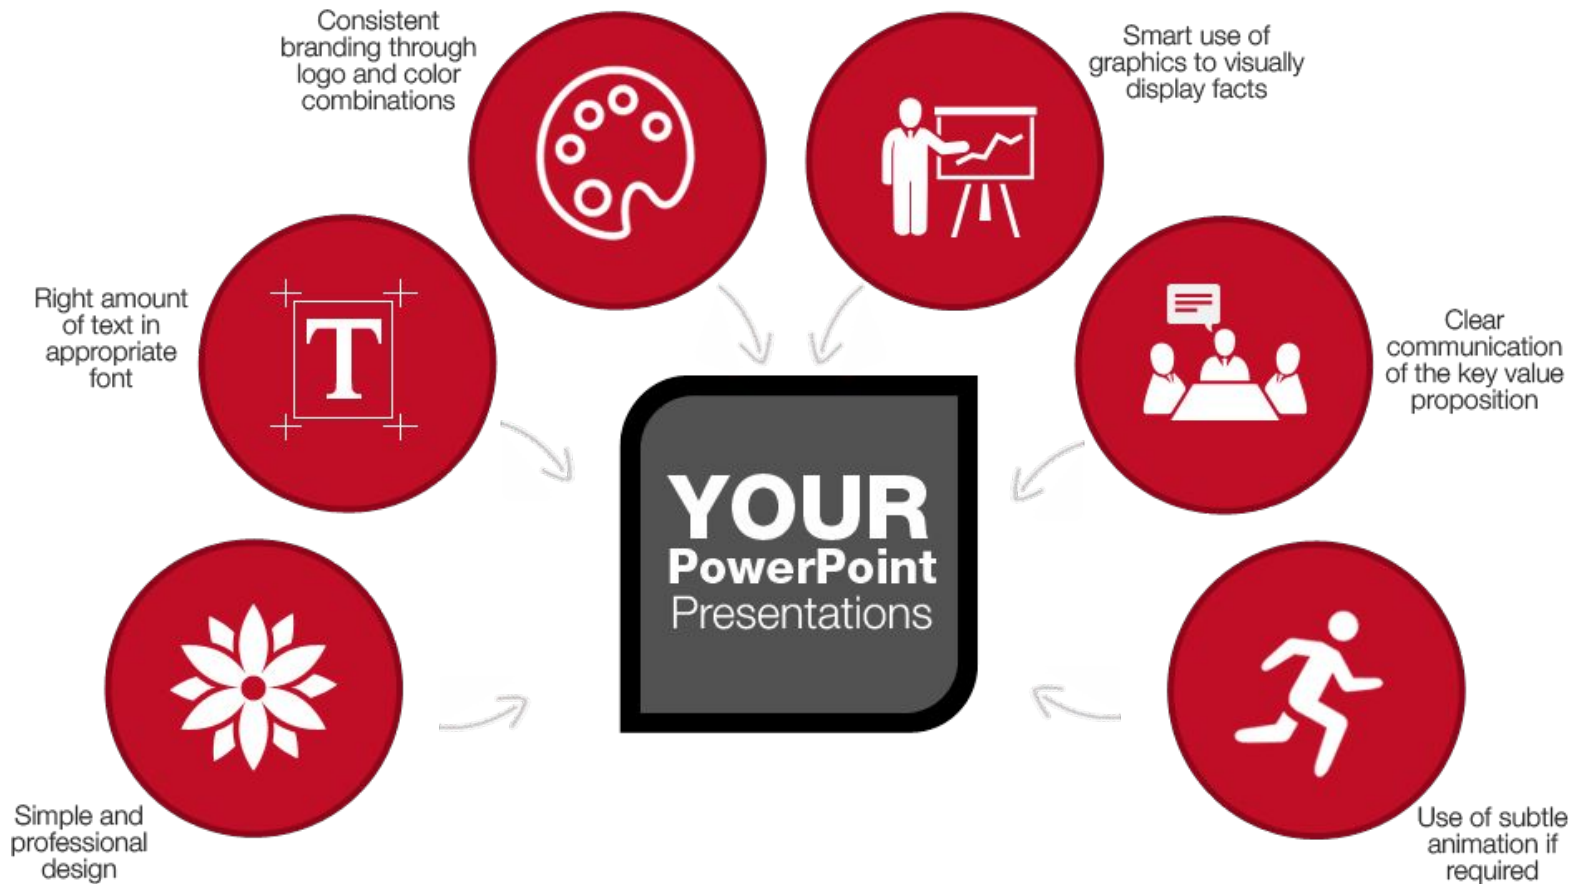 Consistent
branding through
logo and color
combinations
Smart use of
graphics to visually
display facts
Right amount
of text in
appropriate
font
T
Clear
communication
of the key value
proposition
YOUR
PowerPoint
Presentations
Simple and
professional
design
Use of subtle
animation if
required